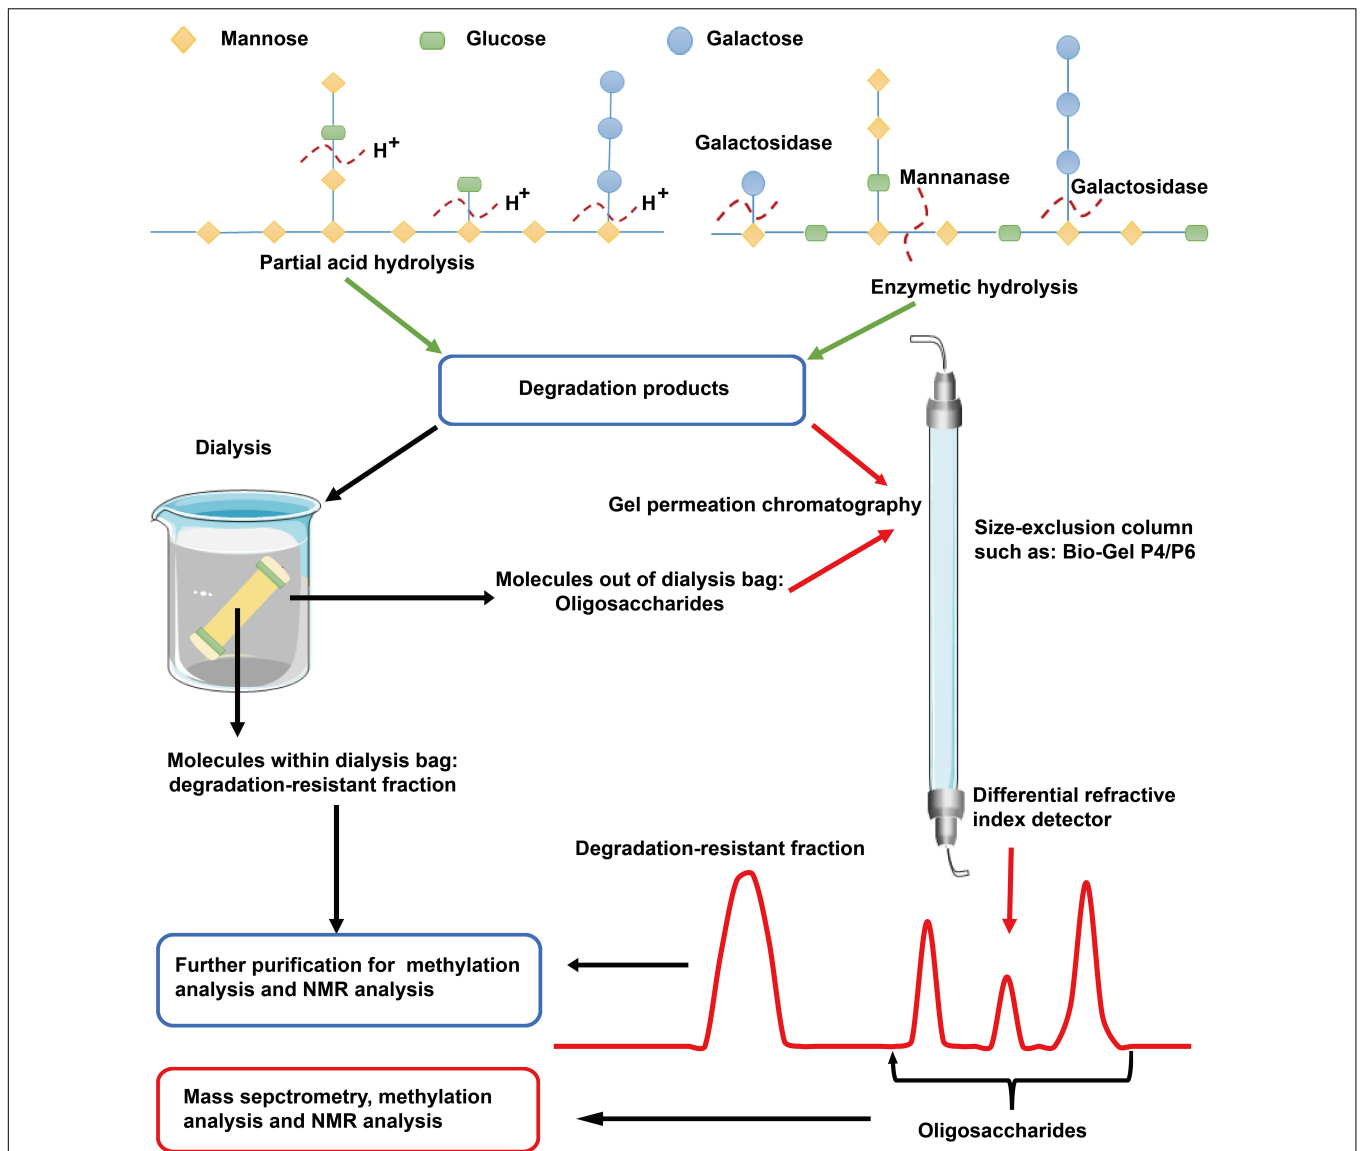 Mannose
Glucose
Galactose
H+
H+
H+
Galactosidase
Mannanase
Galactosidase
Partial acid hydrolysis
Enzymetic hydrolysis
Degradation products
Dialysis
Gel permeation chromatography
Size-exclusion column
such as: Bio-Gel P4/P6
Molecules out of dialysis bag:
Oligosaccharides
Molecules within dialysis bag:
degradation-resistant fraction
Differential refractive
index detector
Degradation-resistant fraction
Further purification for methylation
analysis and NMR analysis
Mass sepctrometry, methylation
analysis and NMR analysis
Oligosaccharides